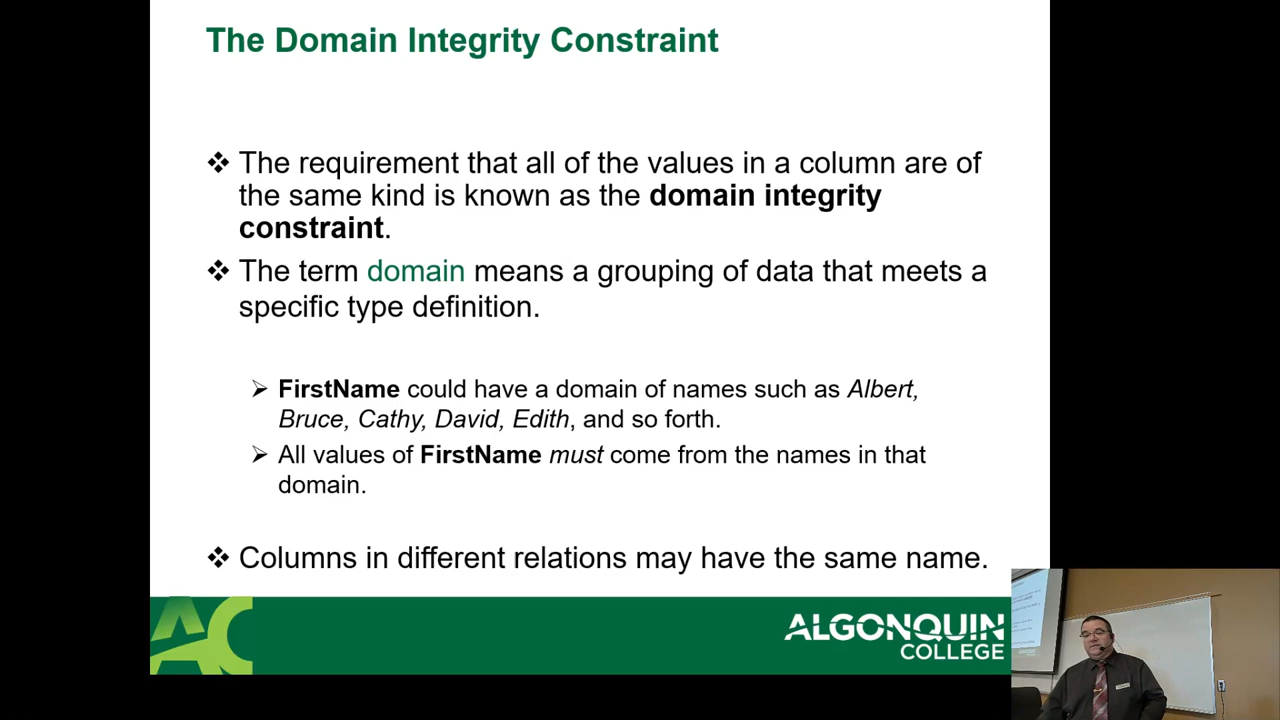 The Domain Integrity Constraint
❖ The requirement that all of the values in a column are of
the same kind is known as the domain integrity
constraint.
❖ The term domain means a grouping of data that meets a
specific type definition.
➢ FirstName could have a domain of names such as Albert,
Bruce, Cathy, David, Edith, and so forth.
➢ All values of FirstName must come from the names in that
domain.
❖ Columns in different relations may have the same name.
AC
ALGONQUIN
COLLEGE